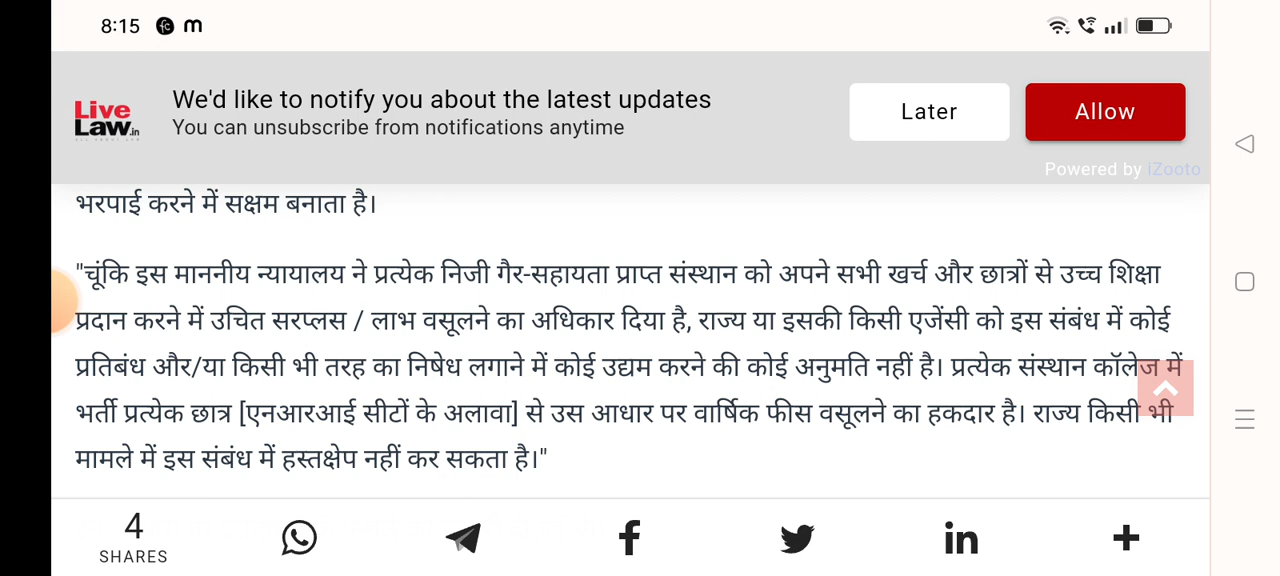 8:15 fc m
We'd like to notify you about the latest updates
Live
Law.in
You can unsubscribe from notifications anytime
Later
Allow
Powered by iZooto
भरपाई करने में सक्षम बनाता है।
"चूंकि इस माननीय न्यायालय ने प्रत्येक निजी गैर-सहायता प्राप्त संस्थान को अपने सभी खर्च और छात्रों से उच्च शिक्षा
प्रदान करने में उचित सरप्लस / लाभ वसूलने का अधिकार दिया है, राज्य या इसकी किसी एजेंसी को इस संबंध में कोई
प्रतिबंध और/या किसी भी तरह का निषेध लगाने में कोई उद्यम करने की कोई अनुमति नहीं है। प्रत्येक संस्थान कॉलेज में
भर्ती प्रत्येक छात्र [एनआरआई सीटों के अलावा] से उस आधार पर वार्षिक फीस वसूलने का हकदार है। राज्य किसी भी
मामले में इस संबंध में हस्तक्षेप नहीं कर सकता है।"
4
SHARES